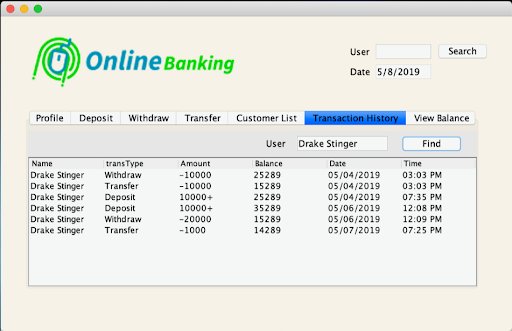 User Search
Online Banking
Date 5/8/2019
Profile Deposit Withdraw Transfer Customer List Transaction History View Balance
User Drake Stinger Find
Name transType Amount Balance Date Time
Drake Stinger Withdraw -10000 25289 05/04/2019 03:03 PM
Drake Stinger Transfer -10000 15289 05/04/2019 03:03 PM
Drake Stinger Deposit 10000+ 25289 05/04/2019 07:35 PM
Drake Stinger Deposit 10000+ 35289 05/06/2019 12:08 PM
Drake Stinger Withdraw -20000 15289 05/06/2019 12:09 PM
Drake Stinger Transfer -1000 14289 05/07/2019 07:25 PM